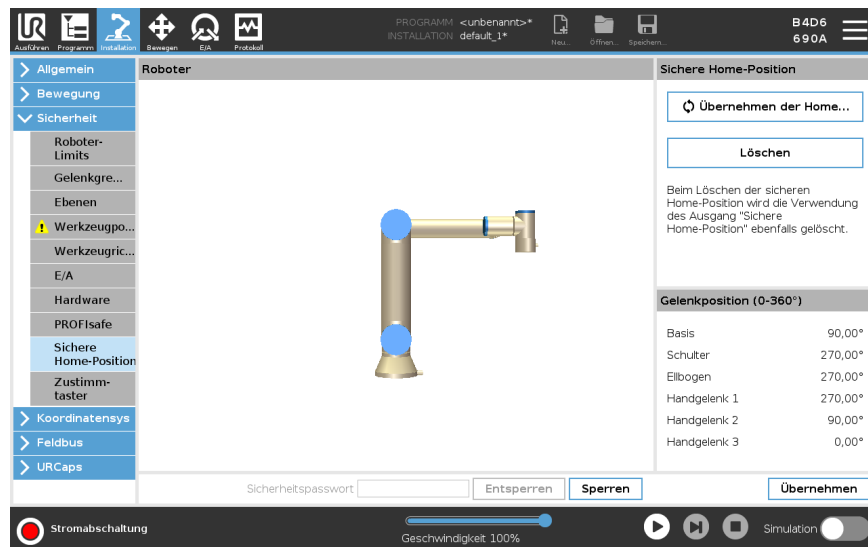 PROGRAMM <unbenannt>*
INSTALLATION default_1*
Ausführen
Programm
Installation
Bewegen
E/A
Protokoll
Neu...
Öffnen...
Speichern...
B4D6
690A
Allgemein
Bewegung
Sicherheit
Roboter-
Limits
Gelenkgre...
Ebenen
Werkzeugpo...
Werkzeugric...
E/A
Hardware
PROFIsafe
Sichere
Home-Position
Zustimm-
taster
Koordinatensys
Feldbus
URCaps
Roboter
Sichere Home-Position
Übernehmen der Home...
Löschen
Beim Löschen der sicheren
Home-Position wird die Verwendung
des Ausgang "Sichere
Home-Position" ebenfalls gelöscht.
Gelenkposition (0-360°)
Basis 90,00°
Schulter 270,00°
Ellbogen 270,00°
Handgelenk 1 270,00°
Handgelenk 2 90,00°
Handgelenk 3 0,00°
Sicherheitspasswort Entsperren Sperren Übernehmen
Stromabschaltung
Geschwindigkeit 100%
Simulation